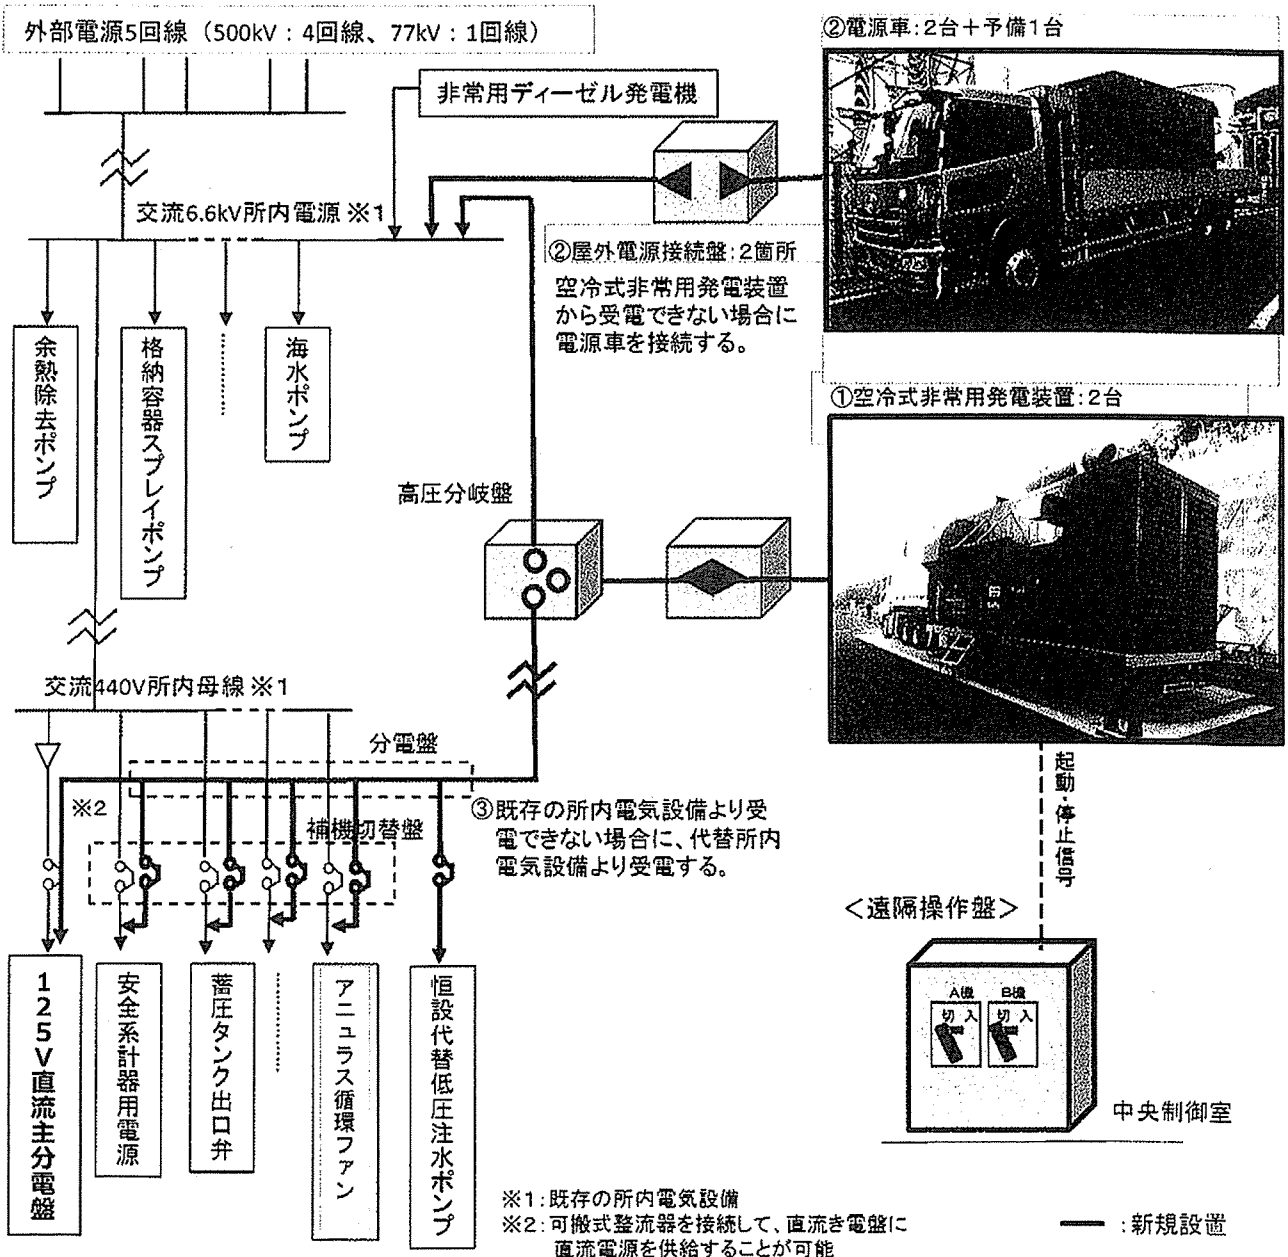 外部電源5回線（500kV：4回線、77kV：1回線）
②電源車:2台＋予備1台
非常用ディーゼル発電機
交流6.6kV所内電源 ※1
②屋外電源接続盤:2箇所
空冷式非常用発電装置
から受電できない場合に
電源車を接続する。
余熱除去ポンプ
格納容器スプレイポンプ
海水ポンプ
①空冷式非常用発電装置:2台
高圧分岐盤
交流440V所内母線 ※1
分電盤
※2
補機切替盤
③既存の所内電気設備より受
電できない場合に、代替所内
電気設備より受電する。
起動・停止信号
＜遠隔操作盤＞
A機 B機
切 入 切 入
中央制御室
125V直流主分電盤
安全系計器用電源
蓄圧タンク出口弁
アニュラス循環ファン
恒設代替低圧注水ポンプ
※1:既存の所内電気設備
※2:可搬式整流器を接続して、直流き電盤に
直流電源を供給することが可能
:新規設置